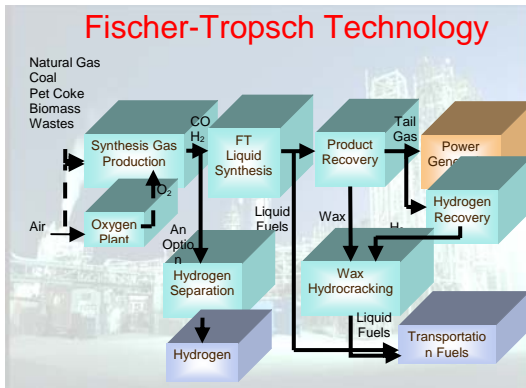 Fischer-Tropsch Technology
Natural Gas
Coal
Pet Coke
Biomass
Wastes
Synthesis Gas
Production
CO
H2
FT
Liquid
Synthesis
Product
Recovery
Tail
Gas
Power
O2
Air
Oxygen
Plant
An
Optio
n
Liquid
Fuels
Wax
Hydrogen
Recovery
Hydrogen
Separation
Wax
Hydrocracking
Hydrogen
Liquid
Fuels
Transportatio
n Fuels